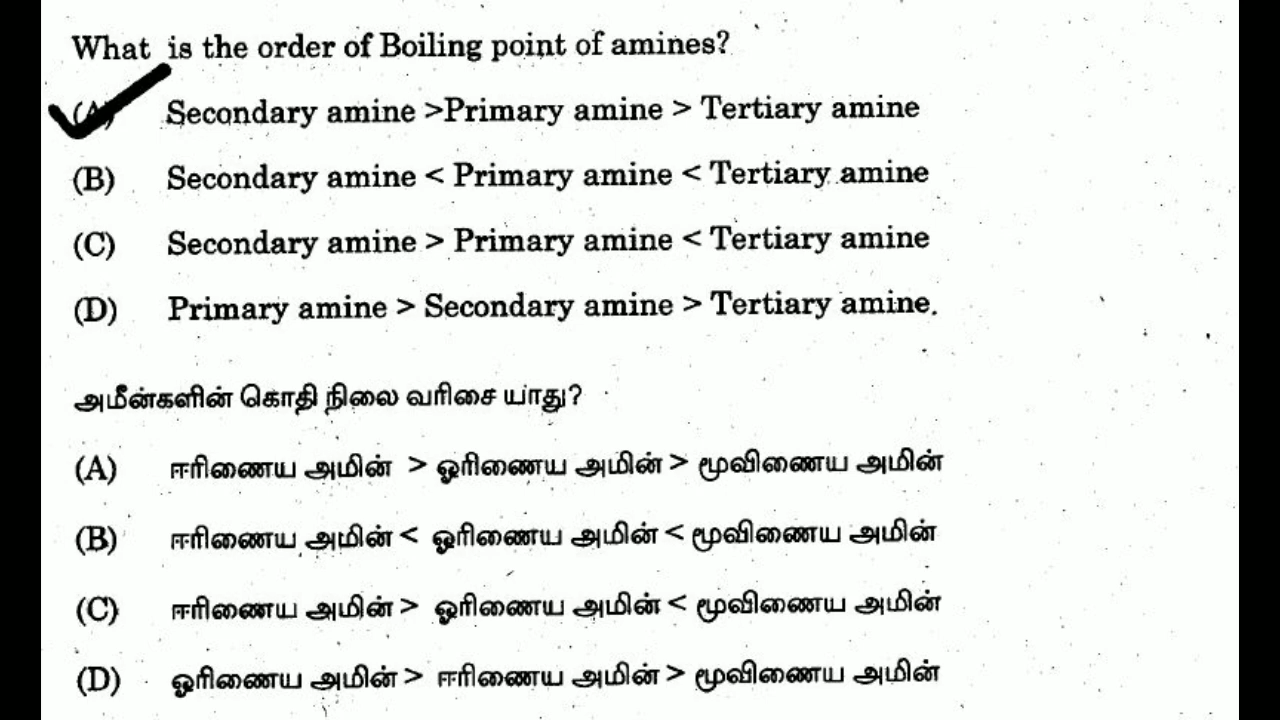 What is the order of Boiling point of amines?
(A) Secondary amine >Primary amine > Tertiary amine
(B) Secondary amine < Primary amine < Tertiary amine
(C) Secondary amine > Primary amine < Tertiary amine
(D) Primary amine > Secondary amine > Tertiary amine.
அமீன்களின் கொதி நிலை வரிசை யாது?
(A) ஈரிணைய அமின் > ஓரிணைய அமின் > மூவிணைய அமின்
(B) ஈரிணைய அமின் < ஓரிணைய அமின் < மூவிணைய அமின்
(C) ஈரிணைய அமின் > ஓரிணைய அமின் < மூவிணைய அமின்
(D) ஓரிணைய அமின் > ஈரிணைய அமின் > மூவிணைய அமின்